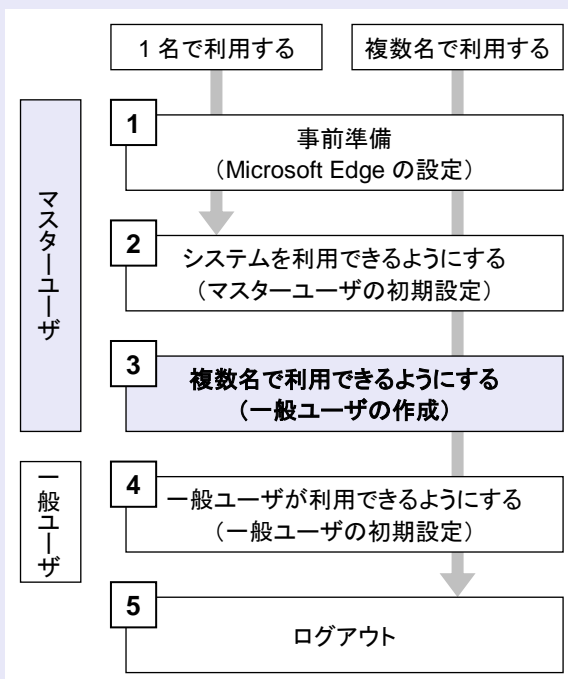 1 名で利用する
複数名で利用する
マスターユーザ
1
事前準備
（Microsoft Edge の設定）
2
システムを利用できるようにする
（マスターユーザの初期設定）
3
複数名で利用できるようにする
（一般ユーザの作成）
一般ユーザ
4
一般ユーザが利用できるようにする
（一般ユーザの初期設定）
5
ログアウト